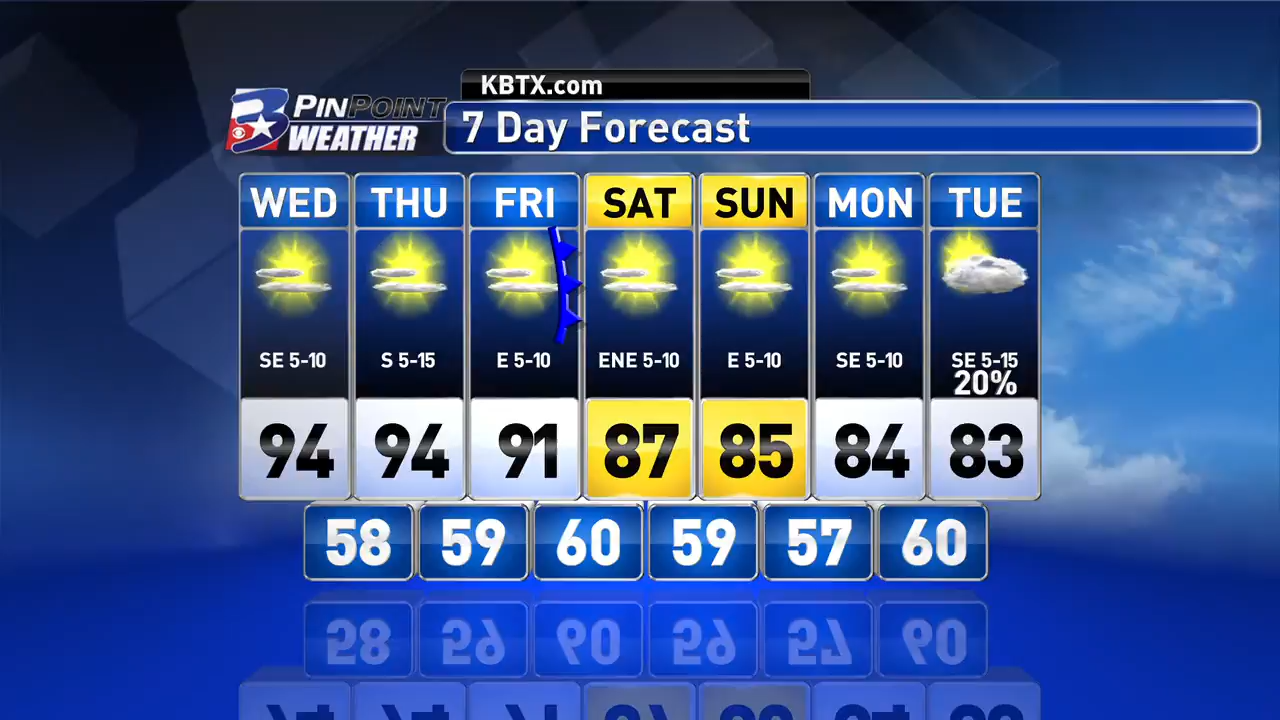 KBTX.com
3 PINPOINT
WEATHER
7 Day Forecast
WED THU FRI SAT SUN MON TUE
SE 5-10 S 5-15 E 5-10 ENE 5-10 E 5-10 SE 5-10 SE 5-15
20%
94 94 91 87 85 84 83
58 59 60 59 57 60